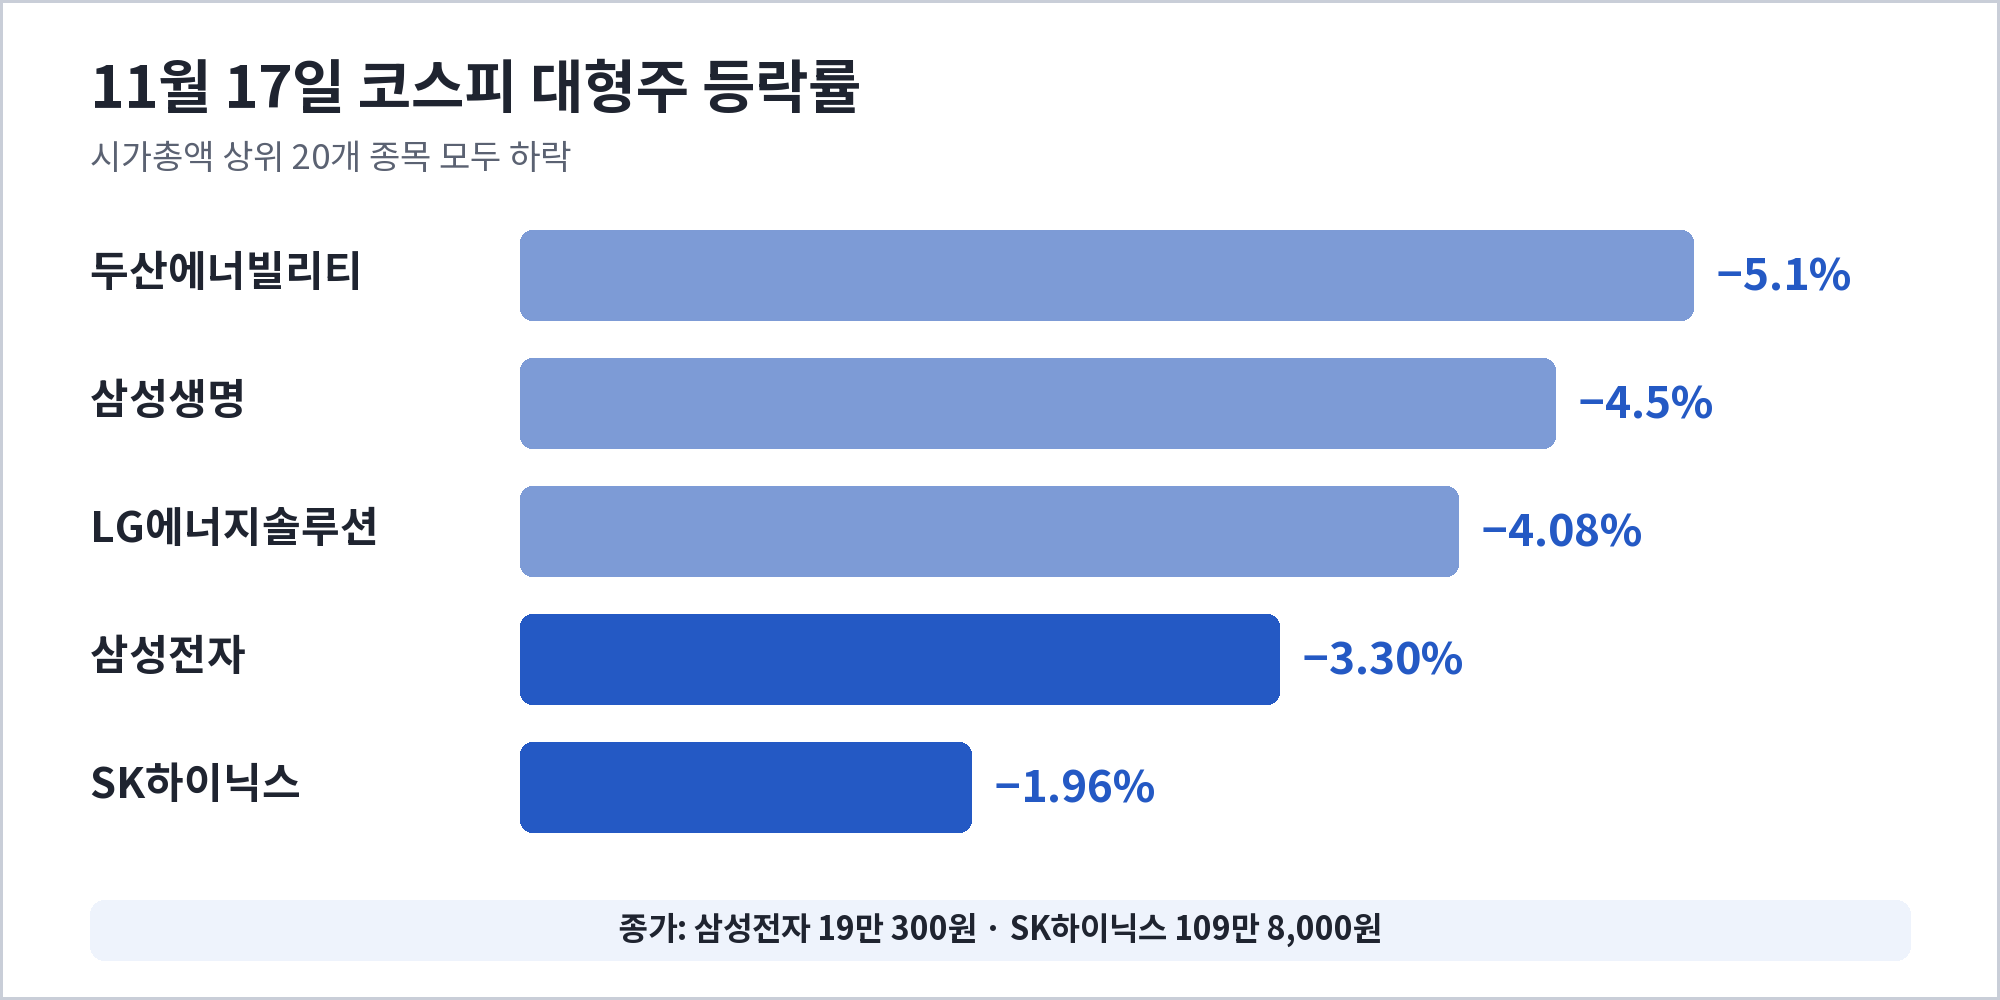 11월 17일 코스피 대형주 등락률
시가총액 상위 20개 종목 모두 하락
두산에너빌리티 −5.1%
삼성생명 −4.5%
LG에너지솔루션 −4.08%
삼성전자 −3.30%
SK하이닉스 −1.96%
종가: 삼성전자 19만 300원 · SK하이닉스 109만 8,000원